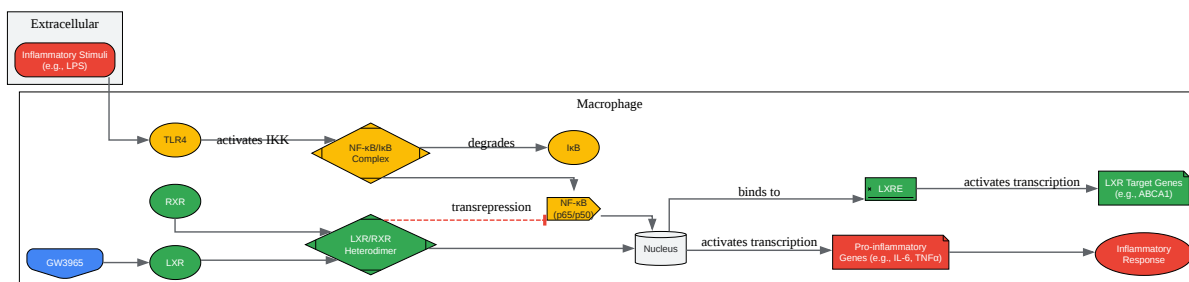 Extracellular
Inflammatory Stimuli
(e.g., LPS)
Macrophage
TLR4
activates IKK
NF-κB/IκB
Complex
degrades
IκB
RXR
transrepression
NF-κB
(p65/p50)
binds to
LXRE
activates transcription
LXR Target Genes
(e.g., ABCA1)
GW3965
LXR
LXR/RXR
Heterodimer
Nucleus
activates transcription
Pro-inflammatory
Genes (e.g., IL-6, TNFα)
Inflammatory
Response